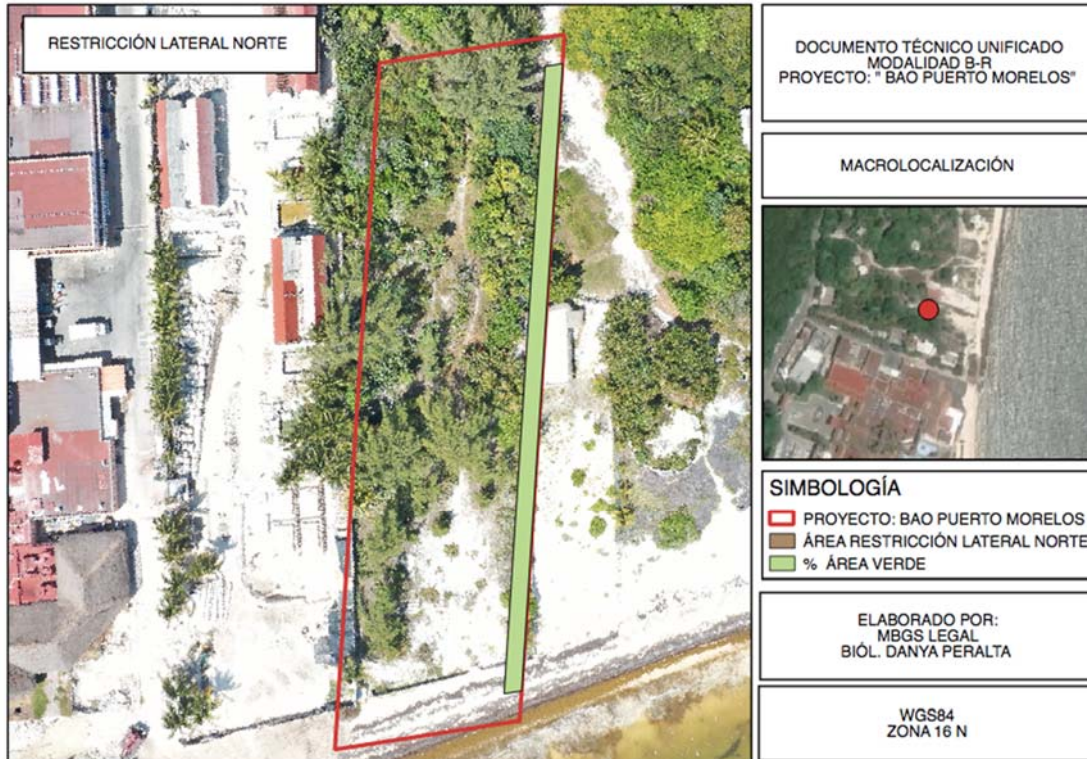 RESTRICCIÓN LATERAL NORTE
DOCUMENTO TÉCNICO UNIFICADO
MODALIDAD B-R
PROYECTO: " BAO PUERTO MORELOS"
MACROLOCALIZACIÓN
SIMBOLOGÍA
PROYECTO: BAO PUERTO MORELOS
ÁREA RESTRICCIÓN LATERAL NORTE
% ÁREA VERDE
ELABORADO POR:
MBGS LEGAL
BIÓL. DANYA PERALTA
WGS84
ZONA 16 N